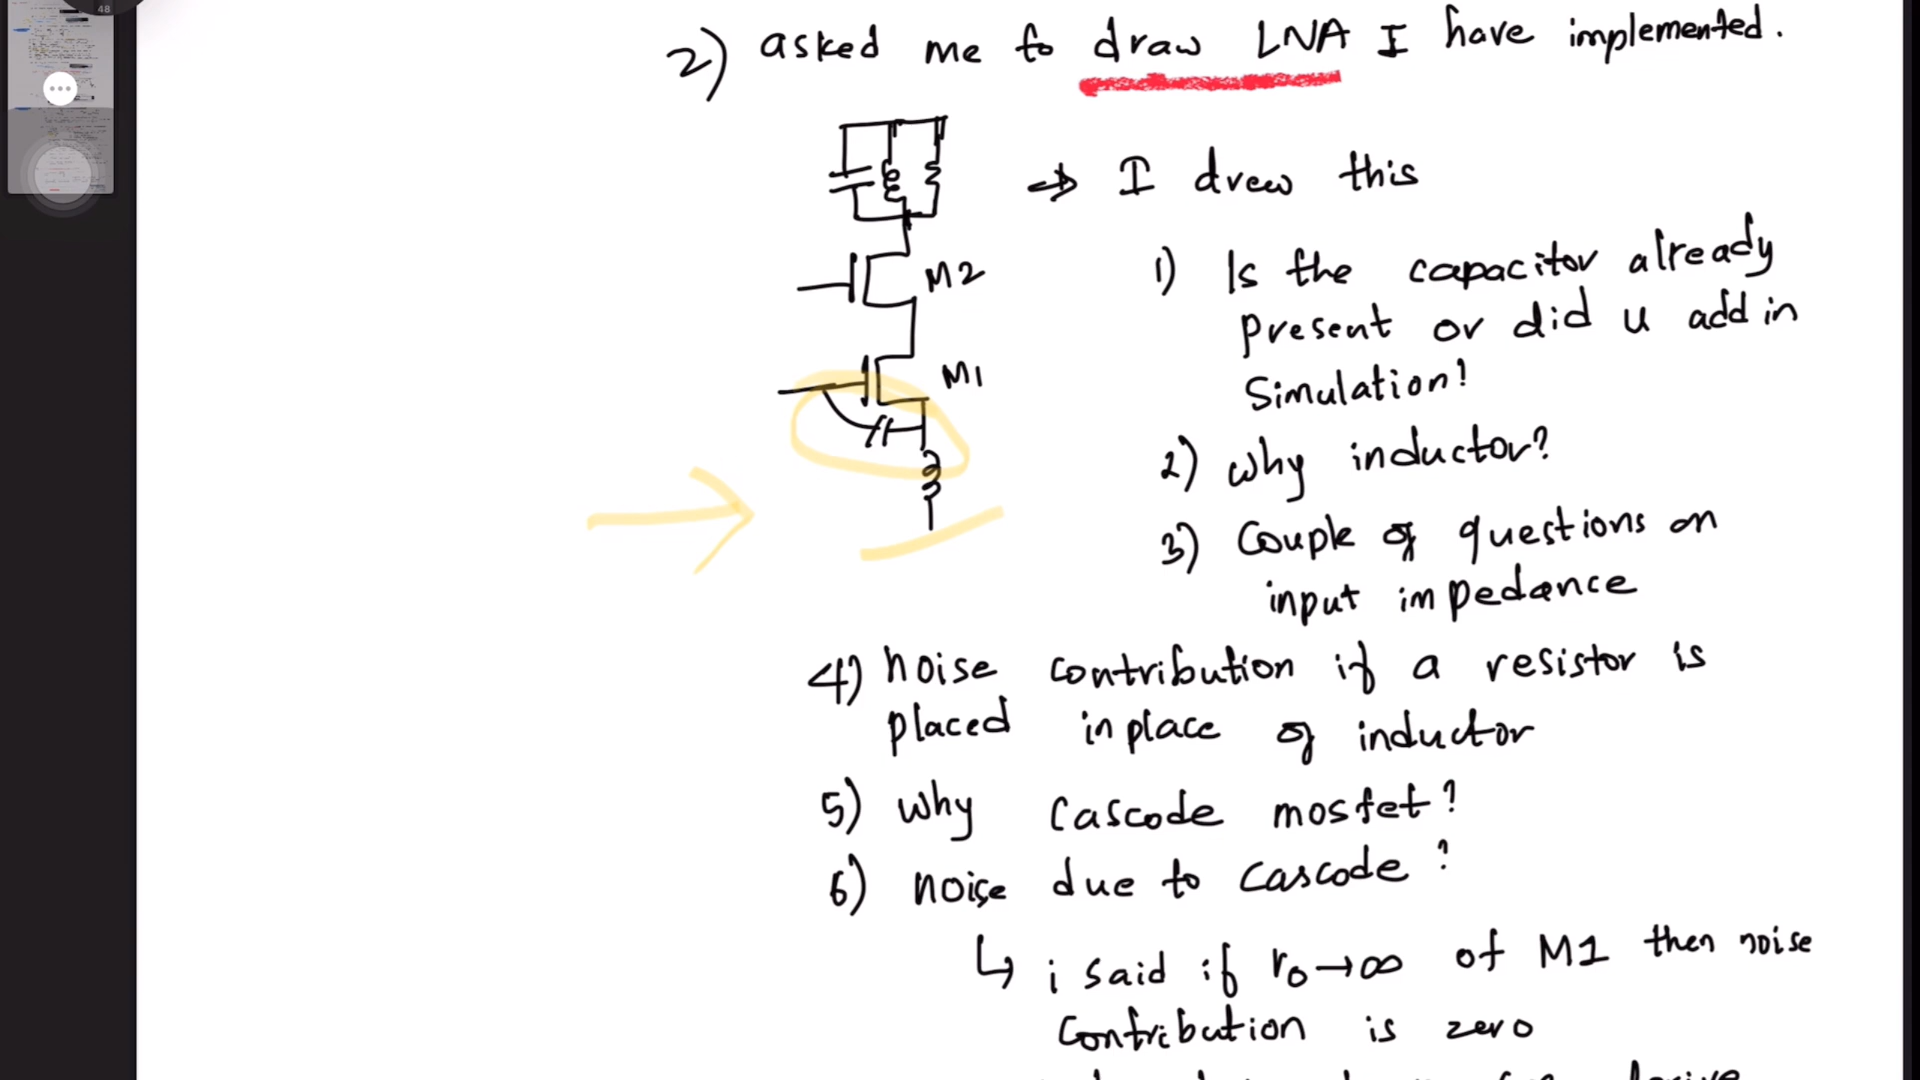 48
2) asked me to draw LNA I have implemented.
⇒ I drew this
M2
M1
1) Is the capacitor already
present or did u add in
Simulation?
2) why inductor?
3) Couple of questions on
input impedance
4) noise contribution if a resistor is
placed inplace of inductor
5) why cascode mosfet?
6) noise due to cascode?
↳ i said if ro→∞ of M1 then noise
contribution is zero